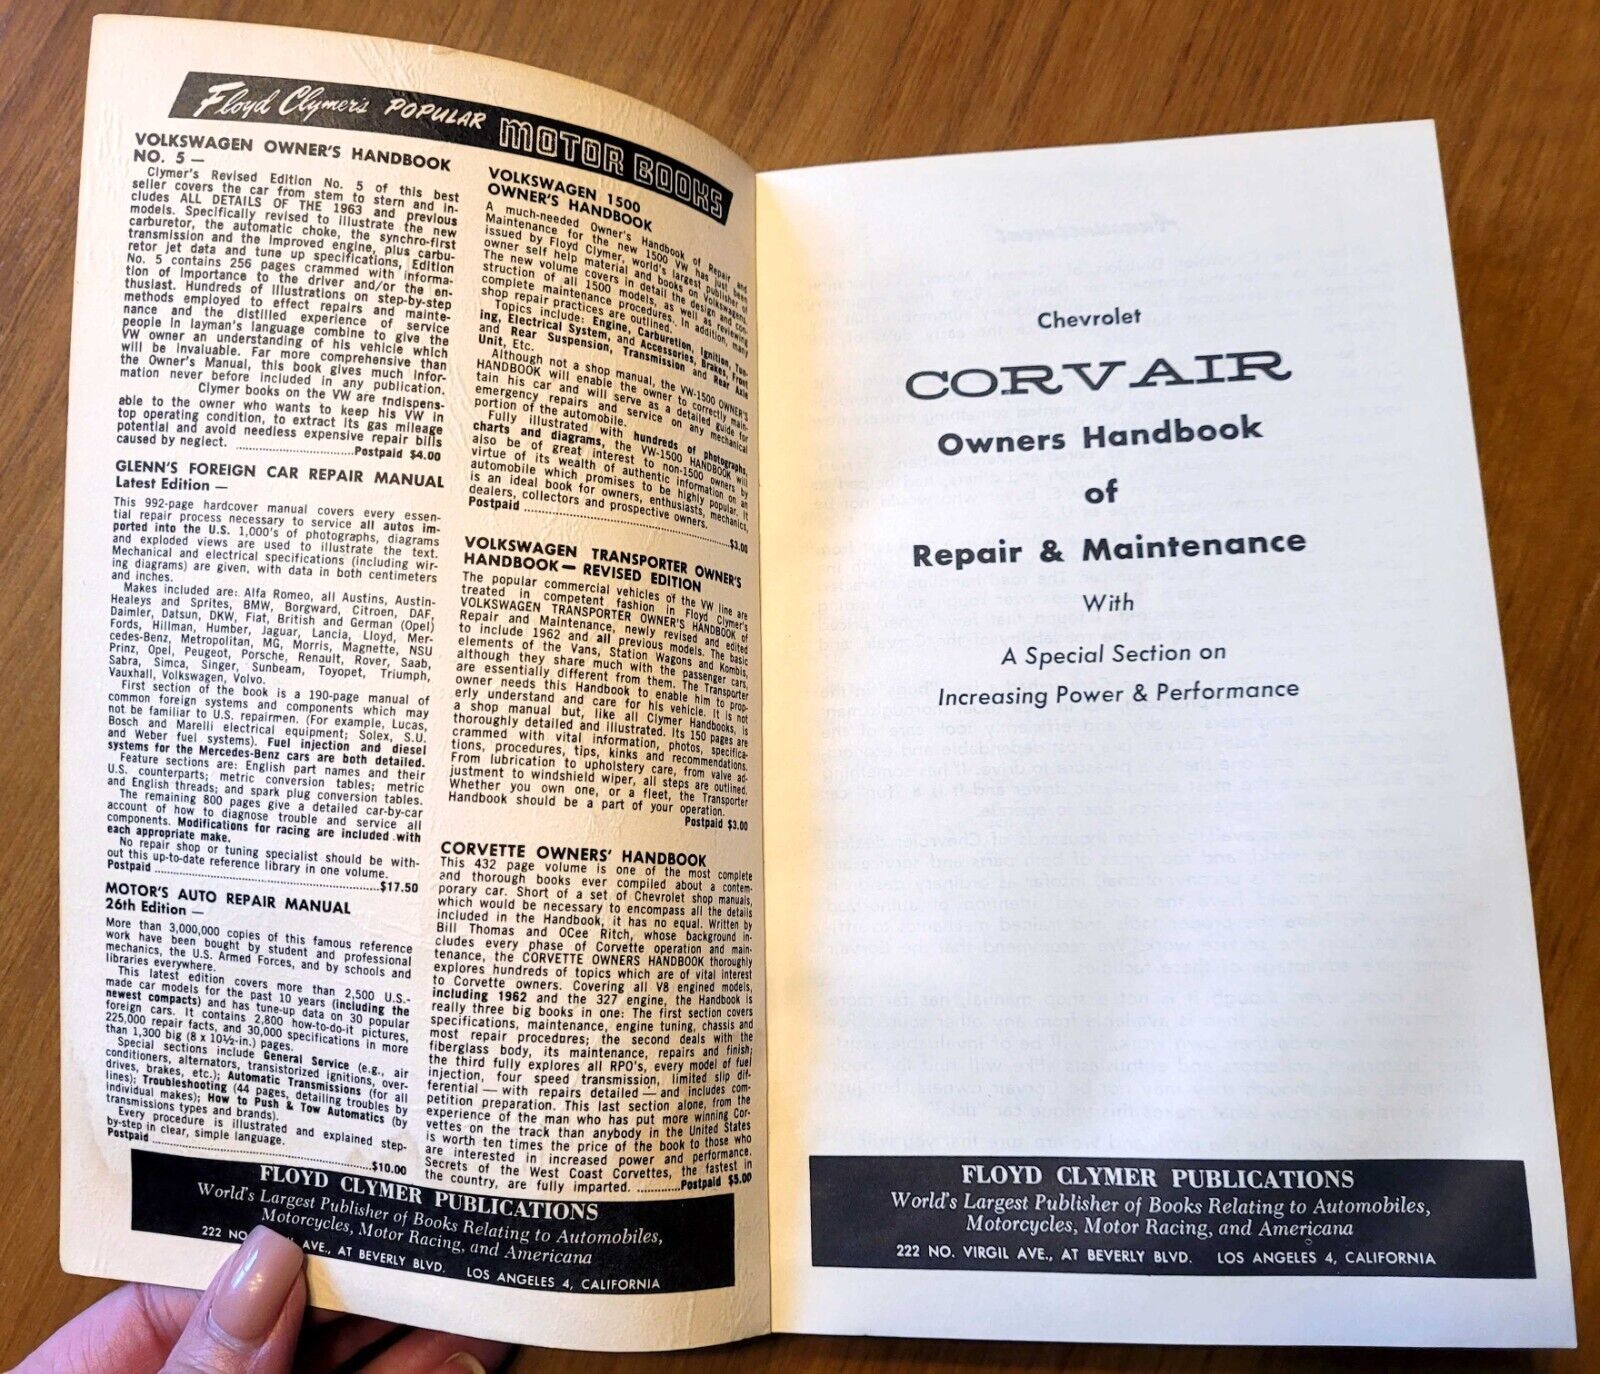 Floyd Clymer's POPULAR MOTOR BOOKS
VOLKSWAGEN OWNER'S HANDBOOK
NO. 5 —
Clymer's Revised Edition No. 5 of this best
seller covers the car from stem to stern and in-
cludes ALL DETAILS OF THE 1963 and previous
models. Specifically revised to illustrate the new
carburetor, the automatic choke, the synchro-first
transmission and the improved engine, plus carbu-
retor jet data and tune up specifications, Edition
No. 5 contains 256 pages crammed with informa-
tion of importance to the driver and/or the en-
thusiast. Hundreds of illustrations on step-by-step
methods employed to effect repairs and mainte-
nance and the distilled experience of service
people in layman's language combine to give the
VW owner an understanding of his vehicle which
will be invaluable. Far more comprehensive than
the Owner's Manual, this book gives much infor-
mation never before included in any publication.
Clymer books on the VW are indispens-
able to the owner who wants to keep his VW in
top operating condition, to extract its gas mileage
potential and avoid needless expensive repair bills
caused by neglect. ..............................Postpaid $4.00
GLENN'S FOREIGN CAR REPAIR MANUAL
Latest Edition —
This 992-page hardcover manual covers every essen-
tial repair process necessary to service all autos im-
ported into the U.S. 1,000's of photographs, diagrams
and exploded views are used to illustrate the text.
Mechanical and electrical specifications (including wir-
ing diagrams) are given, with data in both centimeters
and inches.
Makes included are: Alfa Romeo, all Austins, Austin-
Healeys and Sprites, BMW, Borgward, Citroen, DAF,
Daimler, Datsun, DKW, Fiat, British and German (Opel)
Fords, Hillman, Humber, Jaguar, Lancia, Lloyd, Mer-
cedes-Benz, Metropolitan, MG, Morris, Magnette, NSU
Prinz, Opel, Peugeot, Porsche, Renault, Rover, Saab,
Sabra, Simca, Singer, Sunbeam, Toyopet, Triumph,
Vauxhall, Volkswagen, Volvo.
First section of the book is a 190-page manual of
common foreign systems and components which may
not be familiar to U.S. repairmen. (For example, Lucas,
Bosch and Marelli electrical equipment; Solex, S.U.
and Weber fuel systems). Fuel injection and diesel
systems for the Mercedes-Benz cars are both detailed.
Feature sections are: English part names and their
U.S. counterparts; metric conversion tables; metric
and English threads; and spark plug conversion tables.
The remaining 800 pages give a detailed car-by-car
account of how to diagnose trouble and service all
components. Modifications for racing are included with
each appropriate make.
No repair shop or tuning specialist should be with-
out this up-to-date reference library in one volume.
Postpaid ..............................$17.50
MOTOR'S AUTO REPAIR MANUAL
26th Edition —
More than 3,000,000 copies of this famous reference
work have been bought by student and professional
mechanics, the U.S. Armed Forces, and by schools and
libraries everywhere.
This latest edition covers more than 2,500 U.S.-
made car models for the past 10 years (including the
newest compacts) and has tune-up data on 30 popular
foreign cars. It contains 2,800 how-to-do-it pictures,
225,000 repair facts, and 30,000 specifications in more
than 1,300 big (8 x 10½-in.) pages.
Special sections include General Service (e.g., air
conditioners, alternators, transistorized ignitions, over-
drives, brakes, etc.); Automatic Transmissions (for all
lines); Troubleshooting (44 pages, detailing troubles by
individual makes); How to Push & Tow Automatics (by
transmissions types and brands).
Every procedure is illustrated and explained step-
by-step in clear, simple language.
Postpaid ..............................$10.00
VOLKSWAGEN 1500
OWNER'S HANDBOOK
A much-needed Owner's Handbook of Repair and
Maintenance for the new 1500 VW has just been
issued by Floyd Clymer, world's largest publisher of
owner self help material and books on Volkswagens.
The new volume covers in detail the design and con-
struction of all 1500 models, as well as reviewing
complete maintenance procedures. In addition, many
shop repair practices are outlined.
Topics include: Engine, Carburetion, Ignition, Tun-
ing, Electrical System, and Accessories, Brakes, Front
and Rear Suspension, Transmission and Rear Axle
Unit, Etc.
Although not a shop manual, the VW-1500 OWNER'S
HANDBOOK will enable the owner to correctly main-
tain his car and will serve as a detailed guide for
emergency repairs and service on any mechanical
portion of the automobile.
Fully illustrated with hundreds of photographs,
charts and diagrams, the VW-1500 HANDBOOK will
also be of great interest to non-1500 owners by
virtue of its wealth of authentic information on an
automobile which promises to be highly popular. It
is an ideal book for owners, enthusiasts, mechanics,
dealers, collectors and prospective owners.
Postpaid ..............................$3.00
VOLKSWAGEN TRANSPORTER OWNER'S
HANDBOOK — REVISED EDITION
The popular commercial vehicles of the VW line are
treated in competent fashion in Floyd Clymer's
VOLKSWAGEN TRANSPORTER OWNER'S HANDBOOK of
Repair and Maintenance, newly revised and edited
to include 1962 and all previous models. The basic
elements of the Vans, Station Wagons and Kombis,
although they share much with the passenger cars,
are essentially different from them. The Transporter
owner needs this Handbook to enable him to prop-
erly understand and care for his vehicle. It is not
a shop manual but, like all Clymer Handbooks, is
thoroughly detailed and illustrated. Its 150 pages are
crammed with vital information, photos, specifica-
tions, procedures, tips, kinks and recommendations.
From lubrication to upholstery care, from valve ad-
justment to windshield wiper, all steps are outlined.
Whether you own one, or a fleet, the Transporter
Handbook should be a part of your operation.
Postpaid $3.00
CORVETTE OWNERS' HANDBOOK
This 432 page volume is one of the most complete
and thorough books ever compiled about a contem-
porary car. Short of a set of Chevrolet shop manuals,
which would be necessary to encompass all the details
included in the Handbook, it has no equal. Written by
Bill Thomas and OCee Ritch, whose background in-
cludes every phase of Corvette operation and main-
tenance, the CORVETTE OWNERS HANDBOOK thoroughly
explores hundreds of topics which are of vital interest
to Corvette owners. Covering all V8 engined models,
including 1962 and the 327 engine, the Handbook is
really three big books in one: The first section covers
specifications, maintenance, engine tuning, chassis and
most repair procedures; the second deals with the
fiberglass body, its maintenance, repairs and finish;
the third fully explores all RPO's, every model of fuel
injection, four speed transmission, limited slip dif-
ferential — with repairs detailed — and includes com-
petition preparation. This last section alone, from the
experience of the man who has put more winning Cor-
vettes on the track than anybody in the United States
is worth ten times the price of the book to those who
are interested in increased power and performance.
Secrets of the West Coast Corvettes, the fastest in
the country, are fully imparted. ............Postpaid $5.00
FLOYD CLYMER PUBLICATIONS
World's Largest Publisher of Books Relating to Automobiles,
Motorcycles, Motor Racing, and Americana
222 NO. AVE., AT BEVERLY BLVD. LOS ANGELES 4, CALIFORNIA
Chevrolet
CORVAIR
Owners Handbook
of
Repair & Maintenance
With
A Special Section on
Increasing Power & Performance
FLOYD CLYMER PUBLICATIONS
World's Largest Publisher of Books Relating to Automobiles,
Motorcycles, Motor Racing, and Americana
222 NO. VIRGIL AVE., AT BEVERLY BLVD. LOS ANGELES 4, CALIFORNIA